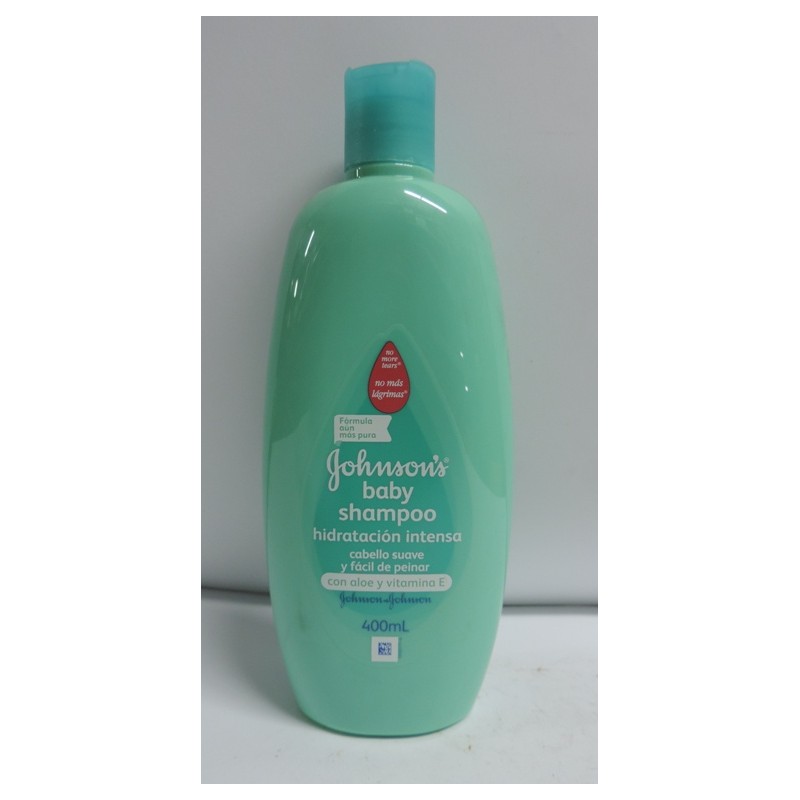 no
more
tears®
no más
lágrimas®
Fórmula
aún
más pura
Johnson's®
baby
shampoo
hidratación intensa
cabello suave
y fácil de peinar
con aloe y vitamina E
Johnson&Johnson
400mL